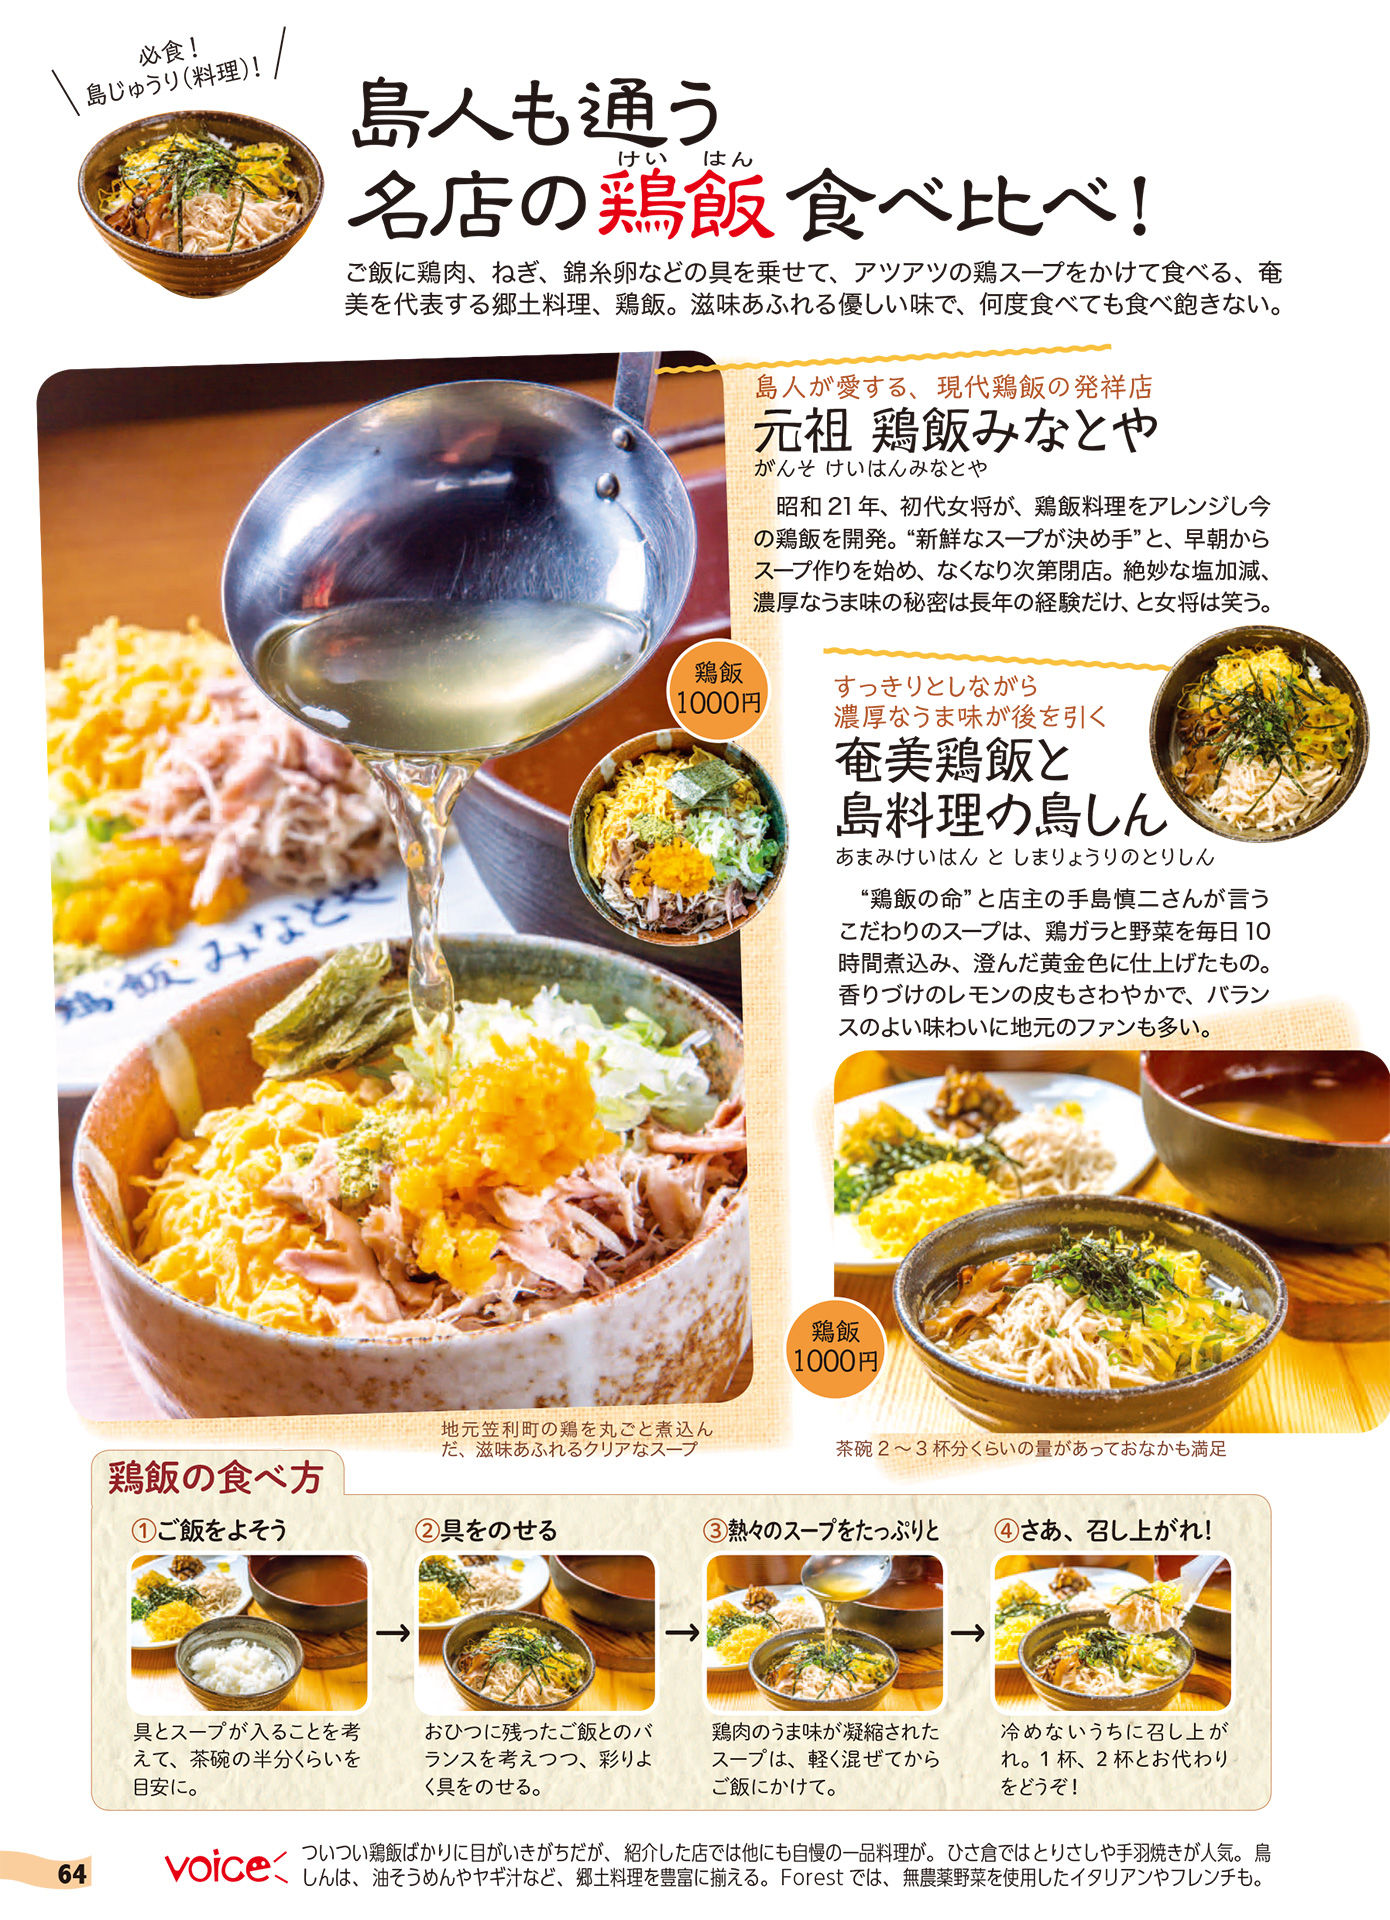 必食！
島じゅうり(料理)！
島人も通う
けい はん
名店の鶏飯 食べ比べ！
ご飯に鶏肉、ねぎ、錦糸卵などの具を乗せて、アツアツの鶏スープをかけて食べる、奄
美を代表する郷土料理、鶏飯。滋味あふれる優しい味で、何度食べても食べ飽きない。
島人が愛する、現代鶏飯の発祥店
元祖 鶏飯みなとや
がんそ けいはんみなとや
昭和21年、初代女将が、鶏飯料理をアレンジし今
の鶏飯を開発。“新鮮なスープが決め手”と、早朝から
スープ作りを始め、なくなり次第閉店。絶妙な塩加減、
濃厚なうま味の秘密は長年の経験だけ、と女将は笑う。
鶏飯
1000円
鶏飯 みなとや
地元笠利町の鶏を丸ごと煮込ん
だ、滋味あふれるクリアなスープ
すっきりとしながら
濃厚なうま味が後を引く
奄美鶏飯と
島料理の鳥しん
あまみけいはん と しまりょうりのとりしん
“鶏飯の命”と店主の手島慎二さんが言う
こだわりのスープは、鶏ガラと野菜を毎日10
時間煮込み、澄んだ黄金色に仕上げたもの。
香りづけのレモンの皮もさわやかで、バラン
スのよい味わいに地元のファンも多い。
鶏飯
1000円
茶碗2～3杯分くらいの量があっておなかも満足
鶏飯の食べ方
①ご飯をよそう
具とスープが入ることを考
えて、茶碗の半分くらいを
目安に。
→
②具をのせる
おひつに残ったご飯とのバ
ランスを考えつつ、彩りよ
く具をのせる。
→
③熱々のスープをたっぷりと
鶏肉のうま味が凝縮された
スープは、軽く混ぜてから
ご飯にかけて。
→
④さあ、召し上がれ！
冷めないうちに召し上が
れ。1杯、2杯とお代わり
をどうぞ！
voice
ついつい鶏飯ばかりに目がいきがちだが、紹介した店では他にも自慢の一品料理が。ひさ倉ではとりさしや手羽焼きが人気。鳥
しんは、油そうめんやヤギ汁など、郷土料理を豊富に揃える。Forestでは、無農薬野菜を使用したイタリアンやフレンチも。
64